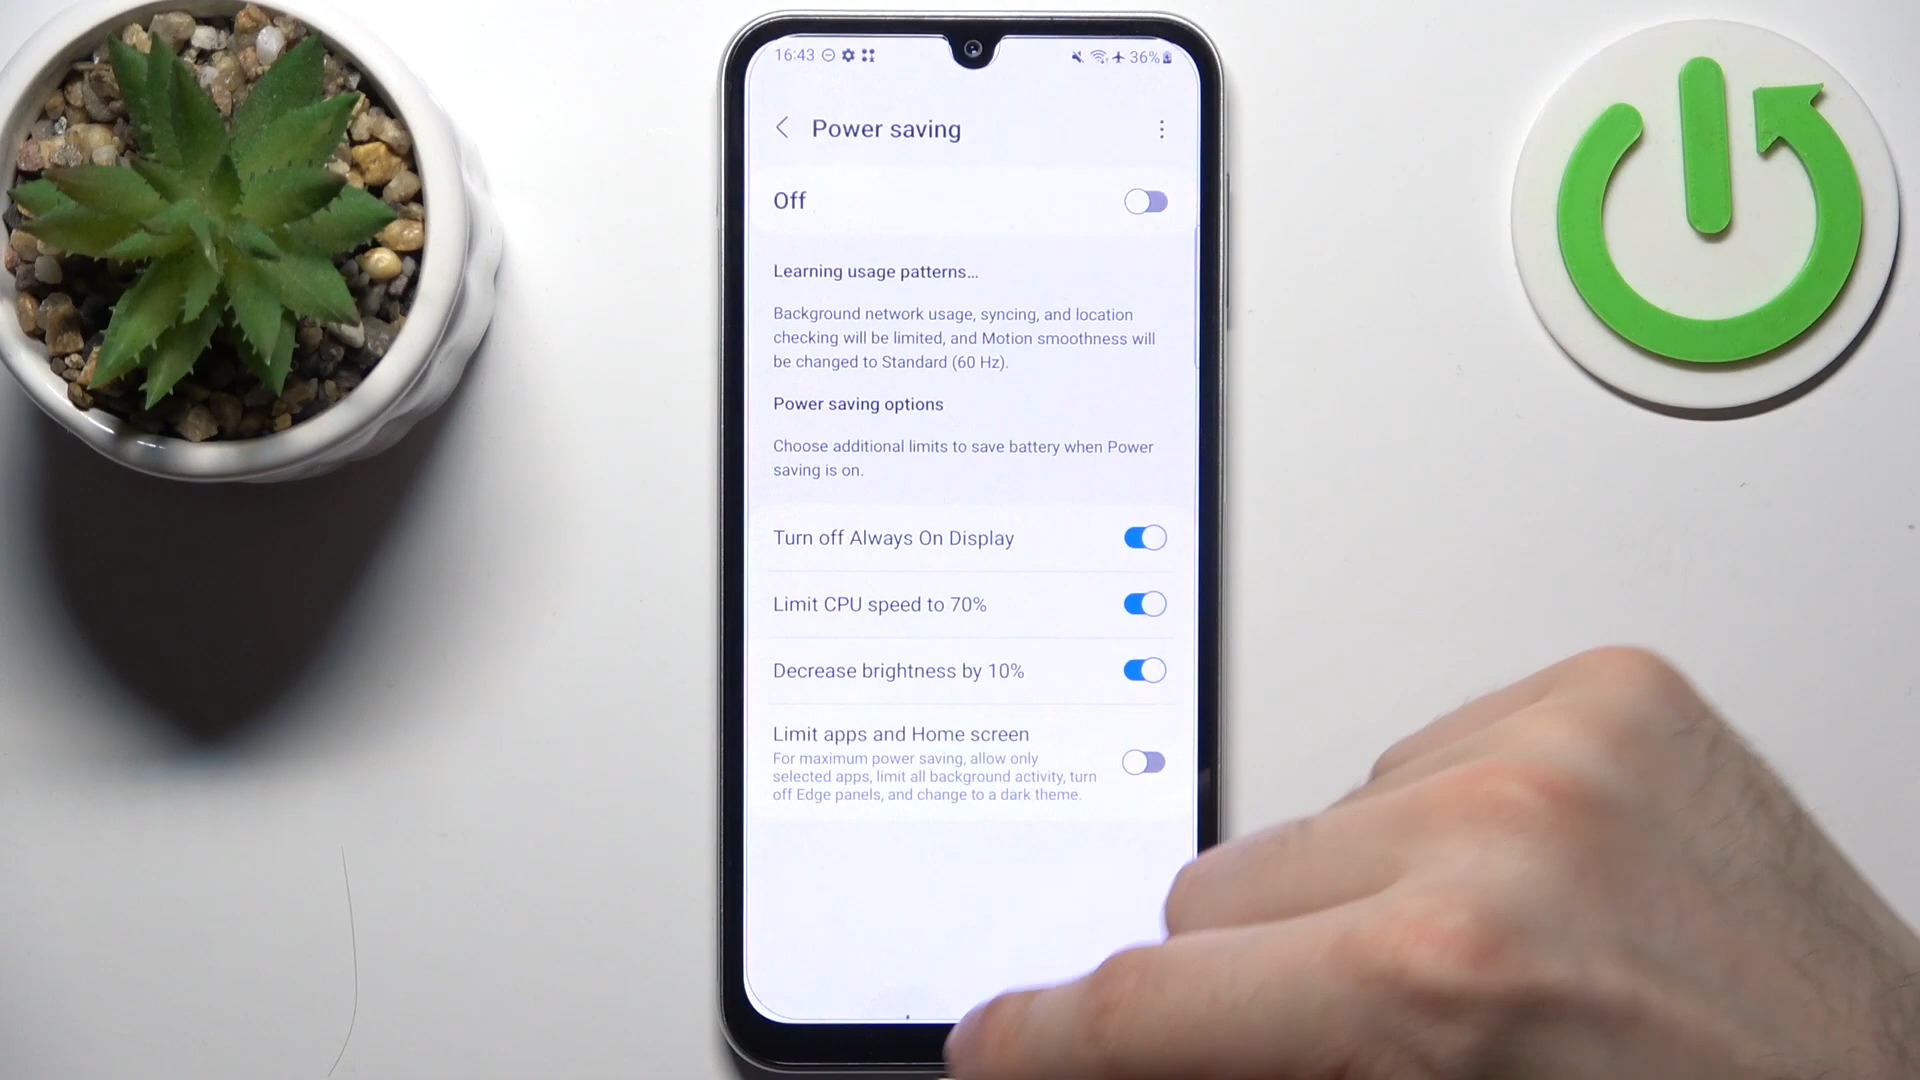 16:43
36%
Power saving
Off
Learning usage patterns...
Background network usage, syncing, and location
checking will be limited, and Motion smoothness will
be changed to Standard (60 Hz).
Power saving options
Choose additional limits to save battery when Power
saving is on.
Turn off Always On Display
Limit CPU speed to 70%
Decrease brightness by 10%
Limit apps and Home screen
For maximum power saving, allow only
selected apps, limit all background activity, turn
off Edge panels, and change to a dark theme.